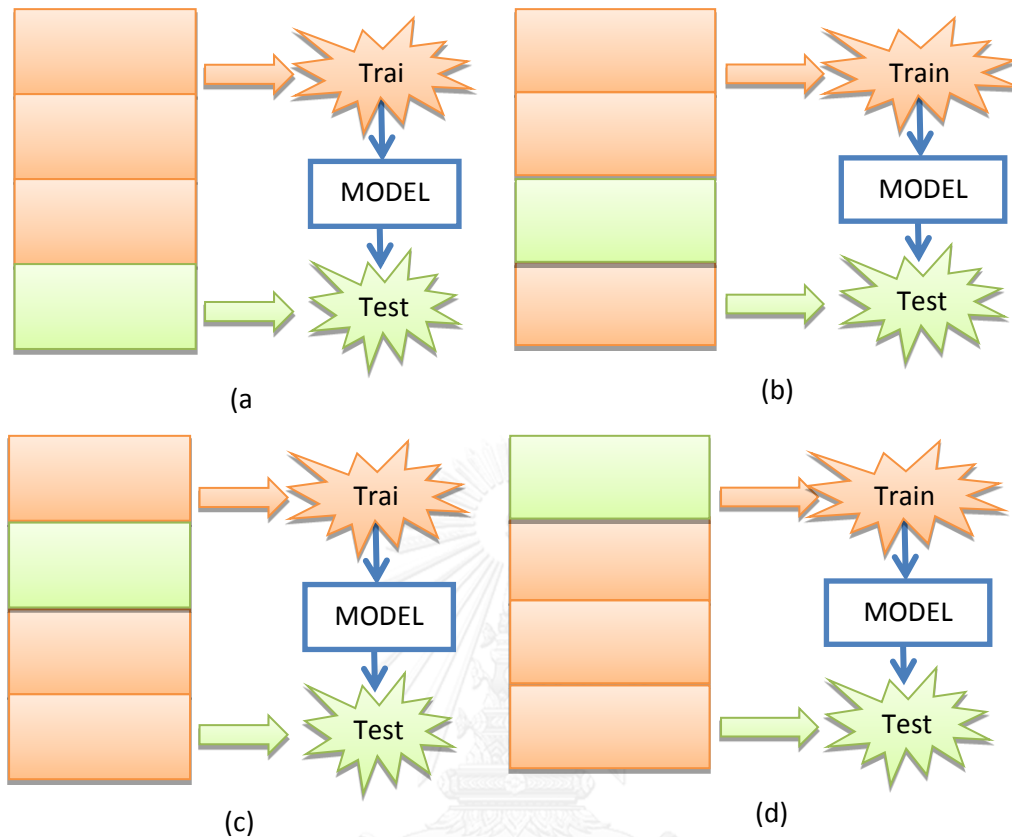 Trai
MODEL
Test
(a
Train
MODEL
Test
(b)
Trai
MODEL
Test
(c)
Train
MODEL
Test
(d)